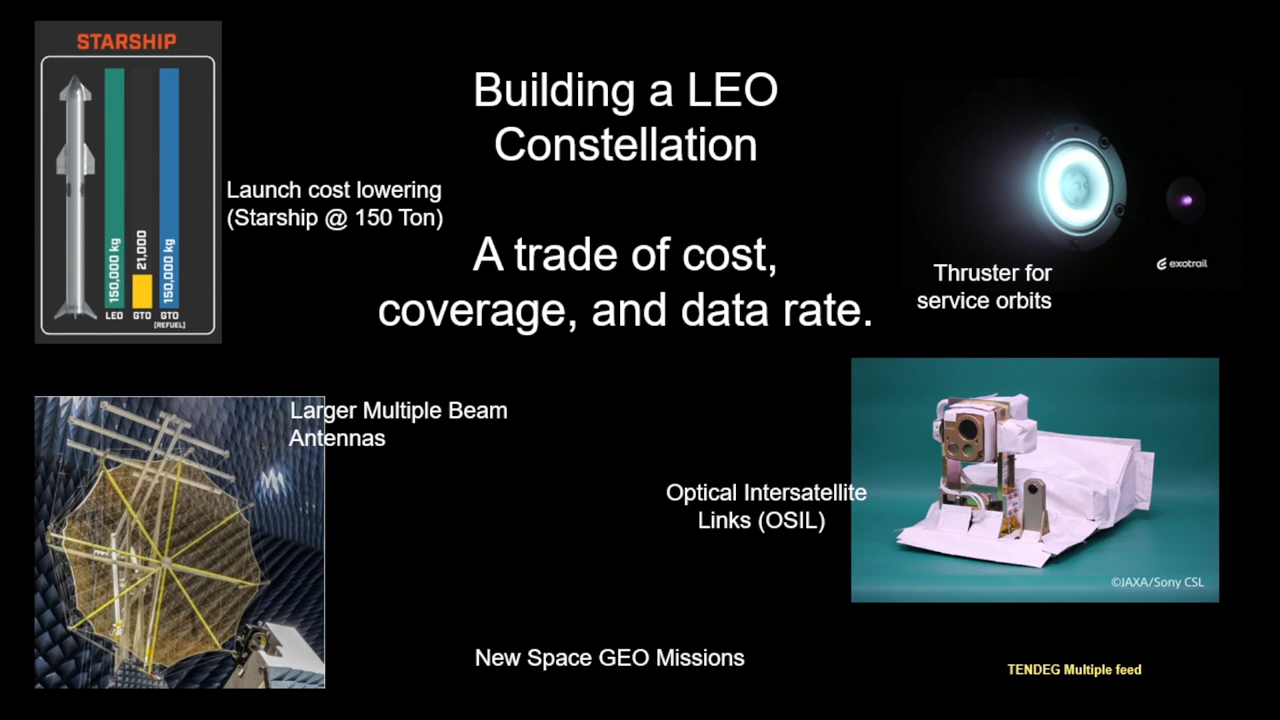 STARSHIP
150,000 kg
21,000
150,000 kg
LEO
GTO
GTO
[REFUEL]
Launch cost lowering
(Starship @ 150 Ton)
Building a LEO
Constellation
A trade of cost,
coverage, and data rate.
exotrail
Thruster for
service orbits
Larger Multiple Beam
Antennas
Optical Intersatellite
Links (OSIL)
©JAXA/Sony CSL
New Space GEO Missions
TENDEG Multiple feed